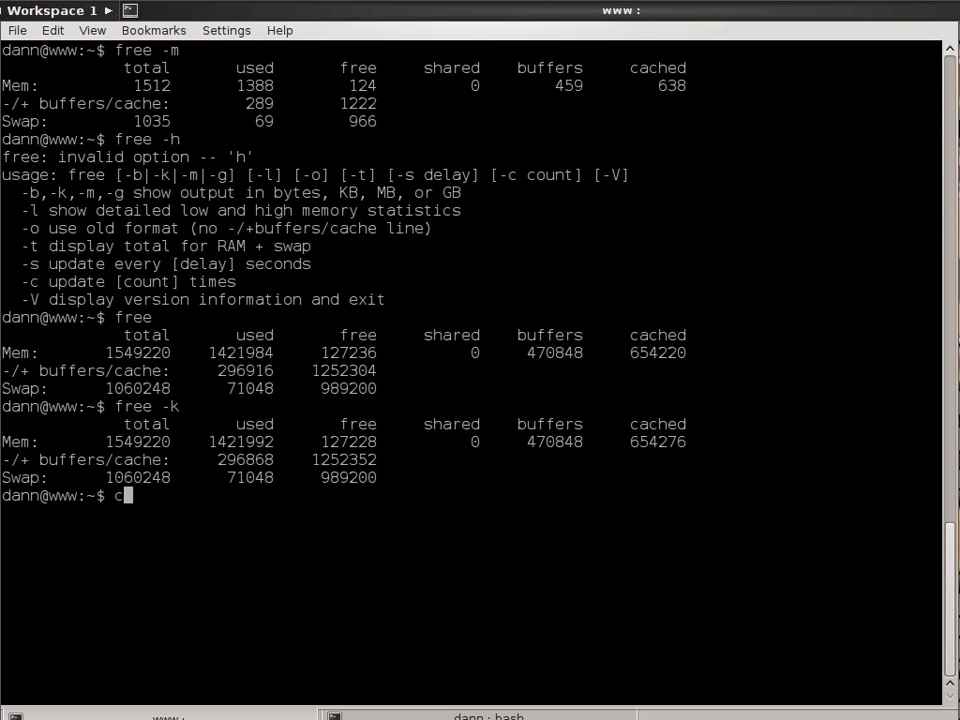 Workspace 1 www :
File Edit View Bookmarks Settings Help
dann@www:~$ free -m
total used free shared buffers cached
Mem: 1512 1388 124 0 459 638
-/+ buffers/cache: 289 1222
Swap: 1035 69 966
dann@www:~$ free -h
free: invalid option -- 'h'
usage: free [-b|-k|-m|-g] [-l] [-o] [-t] [-s delay] [-c count] [-V]
-b,-k,-m,-g show output in bytes, KB, MB, or GB
-l show detailed low and high memory statistics
-o use old format (no -/+buffers/cache line)
-t display total for RAM + swap
-s update every [delay] seconds
-c update [count] times
-V display version information and exit
dann@www:~$ free
total used free shared buffers cached
Mem: 1549220 1421984 127236 0 470848 654220
-/+ buffers/cache: 296916 1252304
Swap: 1060248 71048 989200
dann@www:~$ free -k
total used free shared buffers cached
Mem: 1549220 1421992 127228 0 470848 654276
-/+ buffers/cache: 296868 1252352
Swap: 1060248 71048 989200
dann@www:~$ c
www : dann : bash